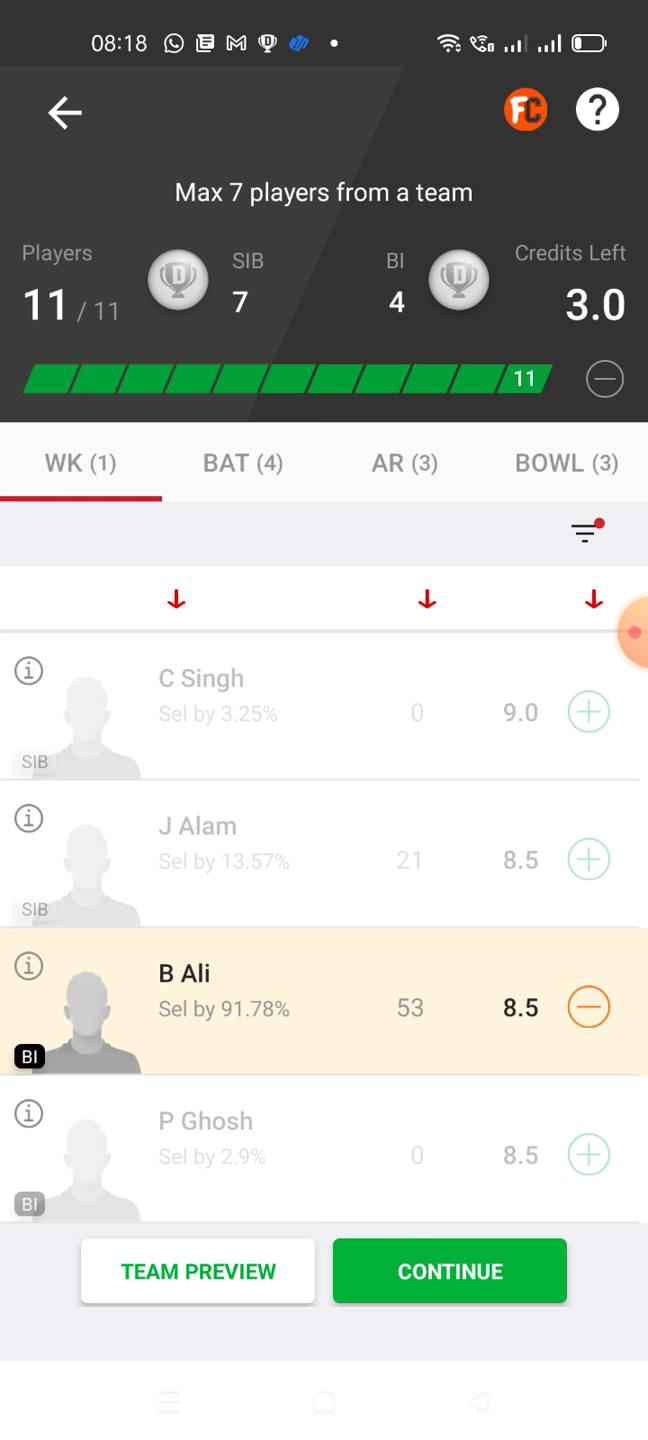 08:18
FC ?
Max 7 players from a team
Players SIB BI Credits Left
11 / 11 D 7 4 D 3.0
11
WK (1) BAT (4) AR (3) BOWL (3)
C Singh
Sel by 3.25% 0 9.0
SIB
J Alam
Sel by 13.57% 21 8.5
SIB
B Ali
Sel by 91.78% 53 8.5
BI
P Ghosh
Sel by 2.9% 0 8.5
BI
TEAM PREVIEW CONTINUE